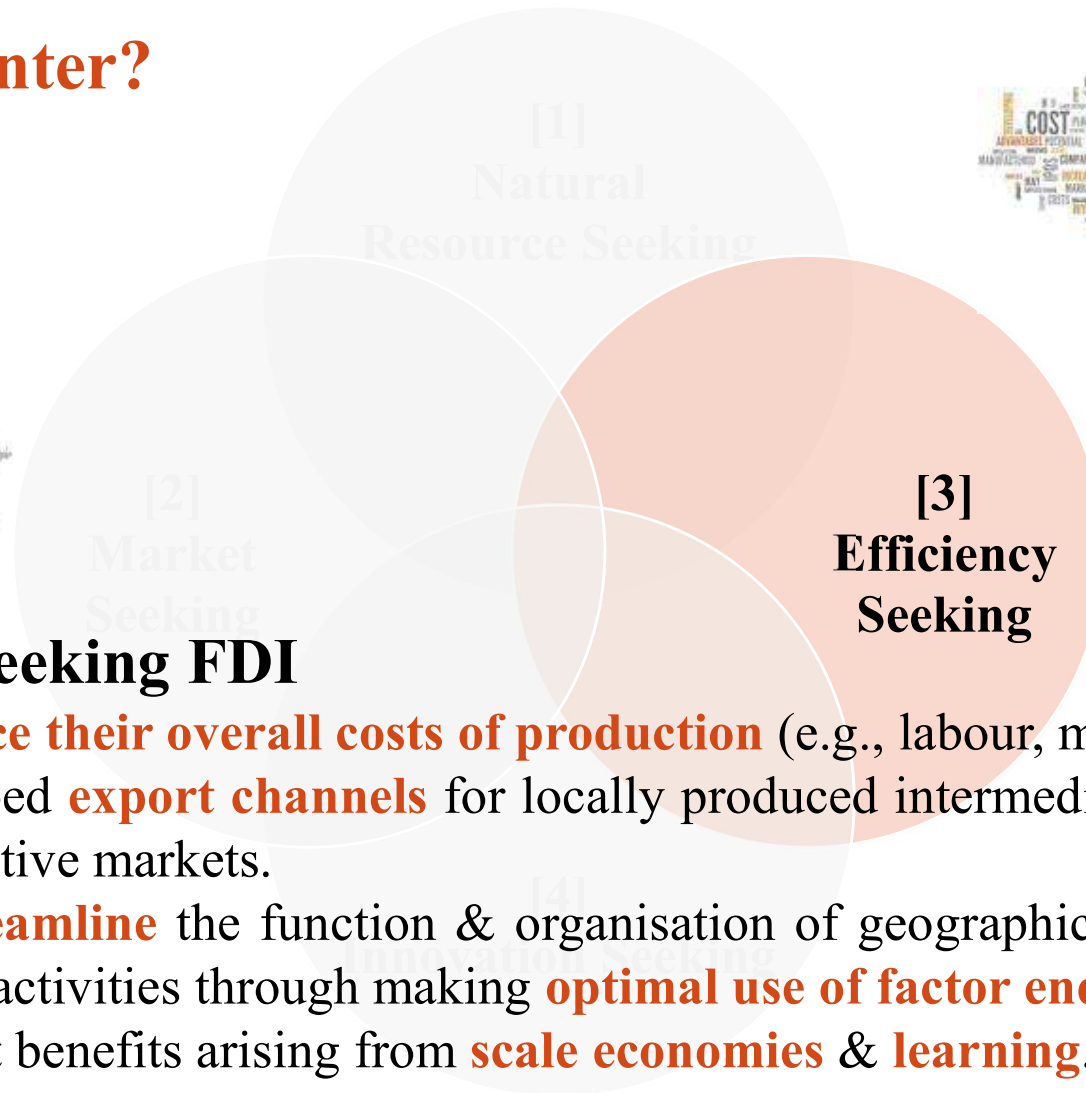 nter?
[1]
Natural
Resource Seeking
COST
ADVANTAGES POTENTIAL
[2]
Market
Seeking
[3]
Efficiency
Seeking
eeking FDI
ce their overall costs of production (e.g., labour, m
ed export channels for locally produced intermedi
tive markets.
[4]
eamline the function & organisation of geographic
Innovation Seeking
activities through making optimal use of factor en
t benefits arising from scale economies & learning.